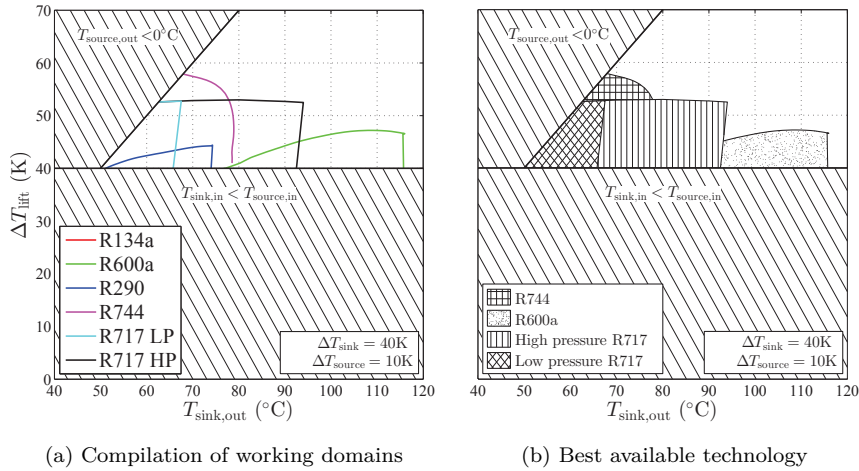 70
60
50
40
30
20
10
0
ΔT_lift (K)
T_source,out <0°C
T_sink,in < T_source,in
R134a
R600a
R290
R744
R717 LP
R717 HP
ΔT_sink = 40K
ΔT_source = 10K
40 50 60 70 80 90 100 110 120
T_sink,out (°C)
(a) Compilation of working domains
T_source,out <0°C
T_sink,in < T_source,in
R744
R600a
High pressure R717
Low pressure R717
ΔT_sink = 40K
ΔT_source = 10K
40 50 60 70 80 90 100 110 120
T_sink,out (°C)
(b) Best available technology